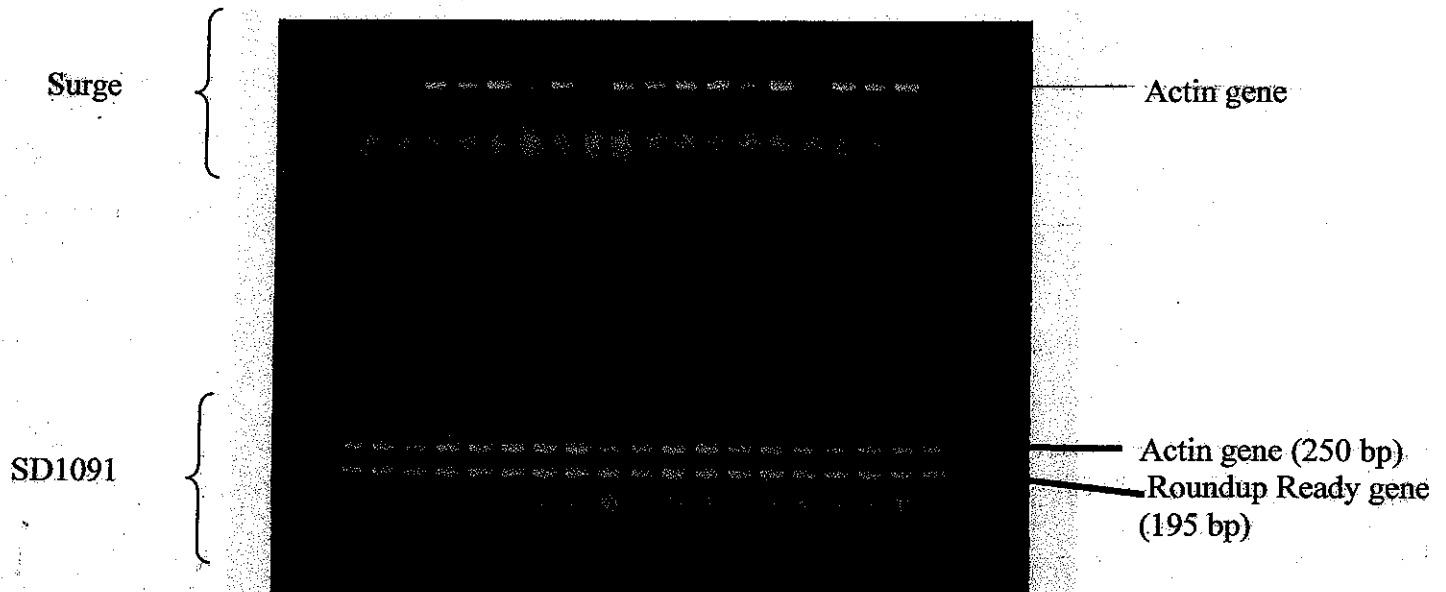 Surge
Actin gene
SD1091
Actin gene (250 bp)
Roundup Ready gene
(195 bp)